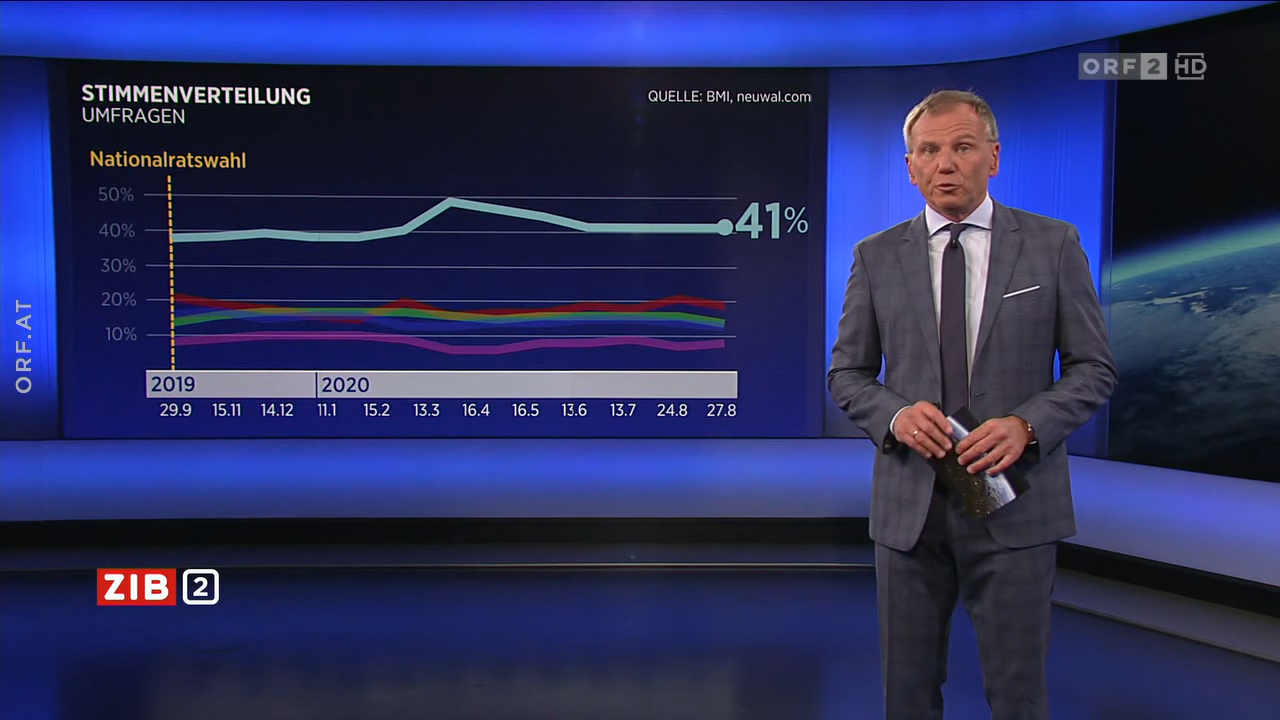 STIMMENVERTEILUNG
UMFRAGEN
QUELLE: BMI, neuwal.com
ORF 2 HD
Nationalratswahl
50%
40%
30%
20%
10%
41%
2019 2020
29.9 15.11 14.12 11.1 15.2 13.3 16.4 16.5 13.6 13.7 24.8 27.8
ORF.AT
ZIB 2